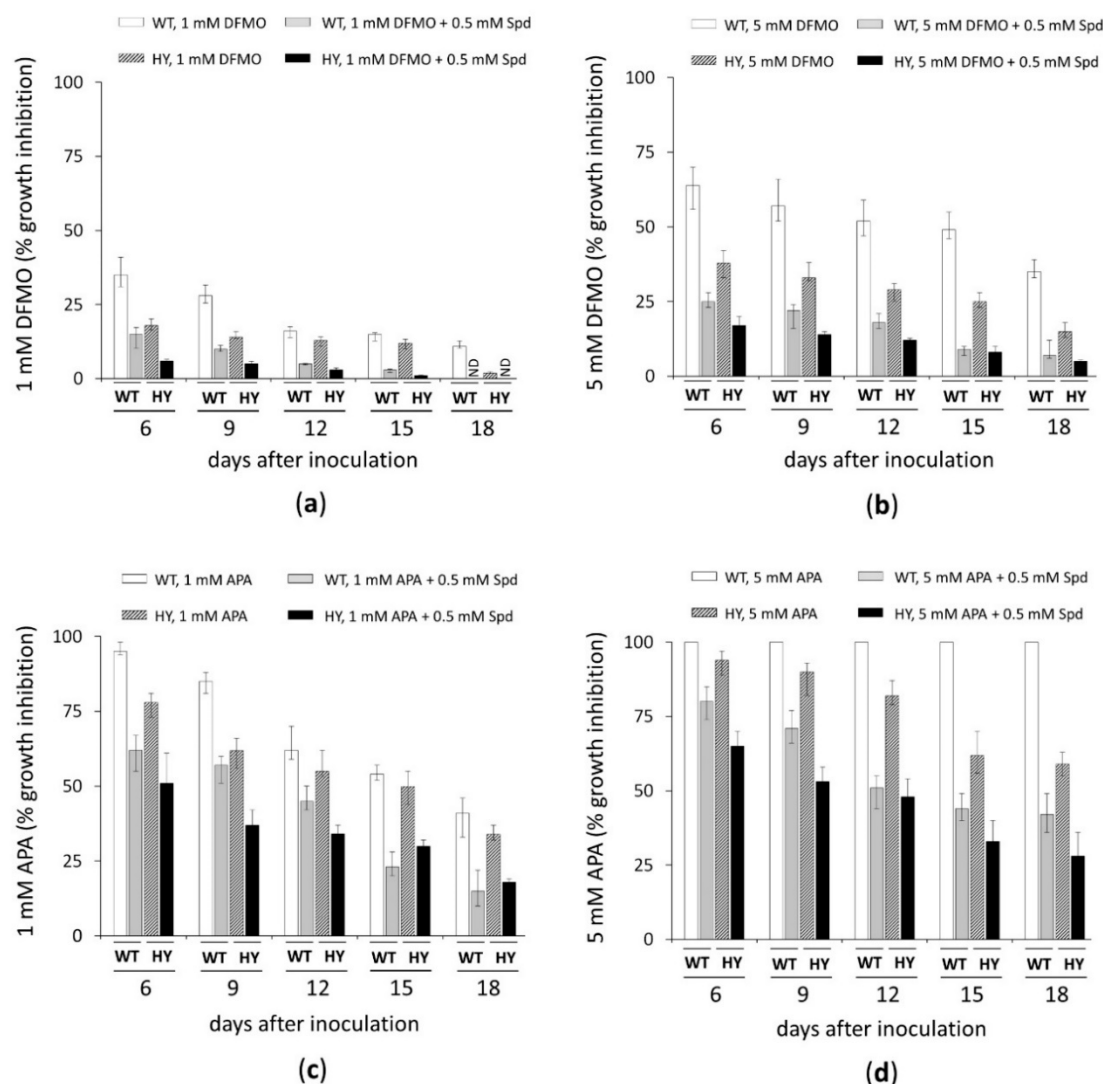 WT, 1 mM DFMO WT, 1 mM DFMO + 0.5 mM Spd
HY, 1 mM DFMO HY, 1 mM DFMO + 0.5 mM Spd
1 mM DFMO (% growth inhibition)
100
75
50
25
0
ND
ND
WT HY WT HY WT HY WT HY WT HY
6 9 12 15 18
days after inoculation
(a)
WT, 5 mM DFMO WT, 5 mM DFMO + 0.5 mM Spd
HY, 5 mM DFMO HY, 5 mM DFMO + 0.5 mM Spd
5 mM DFMO (% growth inhibition)
100
75
50
25
0
WT HY WT HY WT HY WT HY WT HY
6 9 12 15 18
days after inoculation
(b)
WT, 1 mM APA WT, 1 mM APA + 0.5 mM Spd
HY, 1 mM APA HY, 1 mM APA + 0.5 mM Spd
1 mM APA (% growth inhibition)
100
75
50
25
0
WT HY WT HY WT HY WT HY WT HY
6 9 12 15 18
days after inoculation
(c)
WT, 5 mM APA WT, 5 mM APA + 0.5 mM Spd
HY, 5 mM APA HY, 5 mM APA + 0.5 mM Spd
5 mM APA (% growth inhibition)
100
75
50
25
0
WT HY WT HY WT HY WT HY WT HY
6 9 12 15 18
days after inoculation
(d)